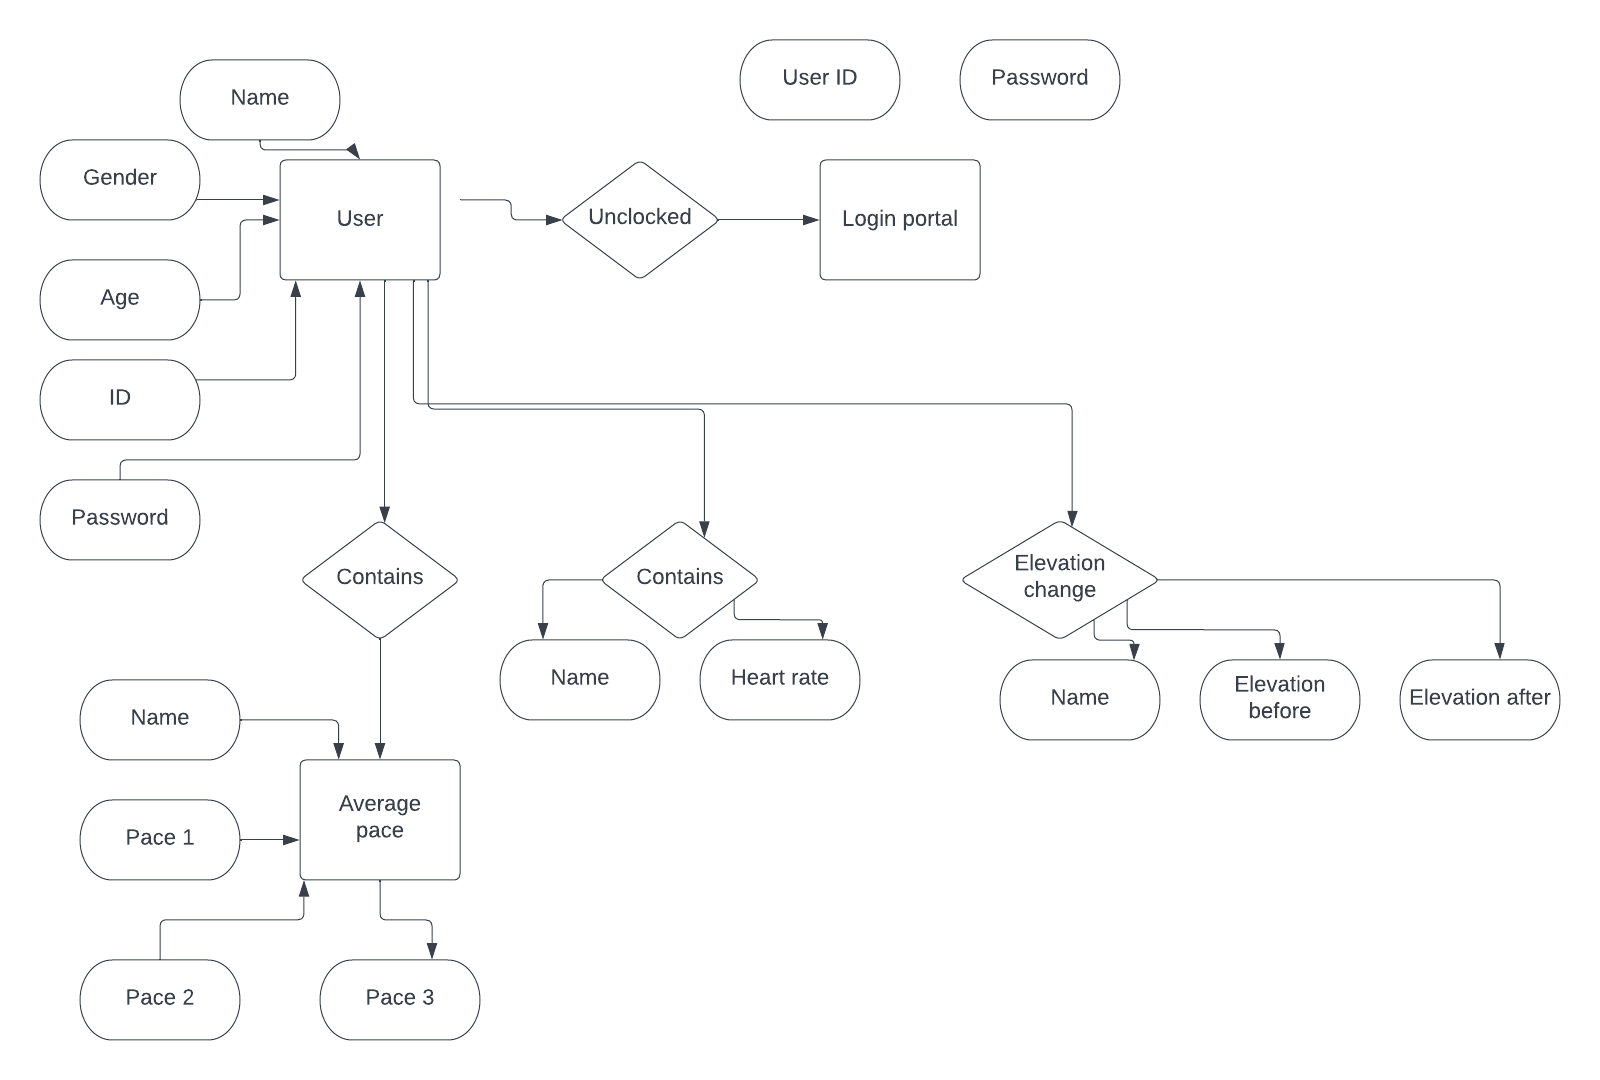 User ID
Password
Name
Gender
User
Unclocked
Login portal
Age
ID
Password
Contains
Contains
Elevation
change
Name
Heart rate
Name
Elevation
before
Elevation after
Name
Average
pace
Pace 1
Pace 2
Pace 3